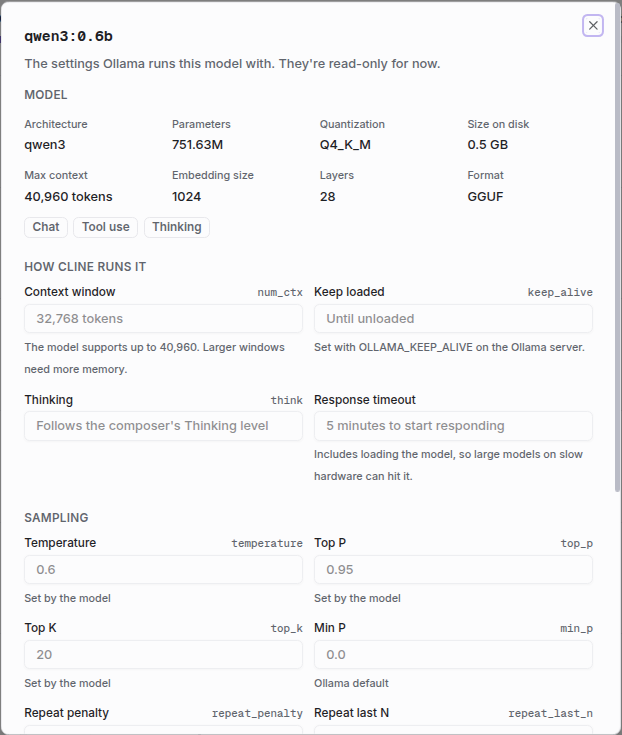 qwen3:0.6b
The settings Ollama runs this model with. They're read-only for now.
MODEL
Architecture Parameters Quantization Size on disk
qwen3 751.63M Q4_K_M 0.5 GB
Max context Embedding size Layers Format
40,960 tokens 1024 28 GGUF
Chat Tool use Thinking
HOW CLINE RUNS IT
Context window num_ctx Keep loaded keep_alive
32,768 tokens Until unloaded
The model supports up to 40,960. Larger windows Set with OLLAMA_KEEP_ALIVE on the Ollama server.
need more memory.
Thinking think Response timeout
Follows the composer's Thinking level 5 minutes to start responding
Includes loading the model, so large models on slow
hardware can hit it.
SAMPLING
Temperature temperature Top P top_p
0.6 0.95
Set by the model Set by the model
Top K top_k Min P min_p
20 0.0
Set by the model Ollama default
Repeat penalty repeat_penalty Repeat last N repeat_last_n